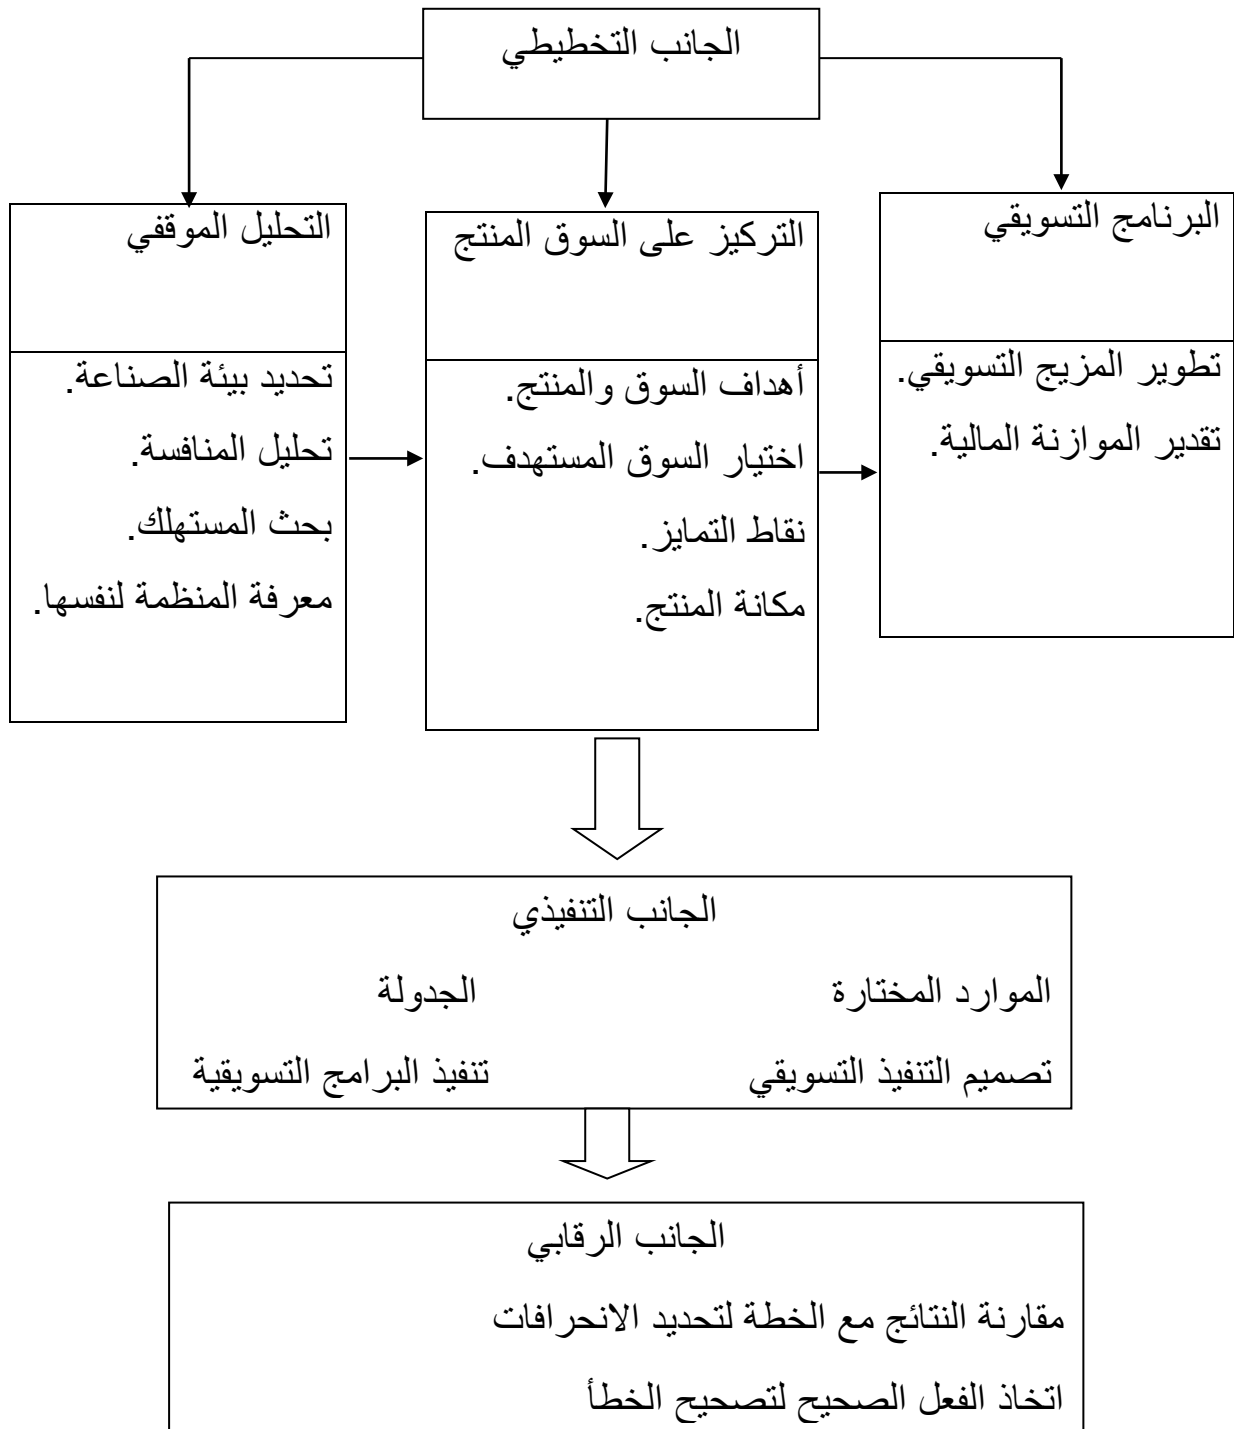 الجانب التخطيطي
البرنامج التسويقي
تطوير المزيج التسويقي.
تقدير الموازنة المالية.
التركيز على السوق المنتج
أهداف السوق والمنتج.
اختيار السوق المستهدف.
نقاط التمايز.
مكانة المنتج.
التحليل الموقفي
تحديد بيئة الصناعة.
تحليل المنافسة.
بحث المستهلك.
معرفة المنظمة لنفسها.
الجانب التنفيذي
الموارد المختارة الجدولة
تصميم التنفيذ التسويقي تنفيذ البرامج التسويقية
الجانب الرقابي
مقارنة النتائج مع الخطة لتحديد الانحرافات
اتخاذ الفعل الصحيح لتصحيح الخطأ